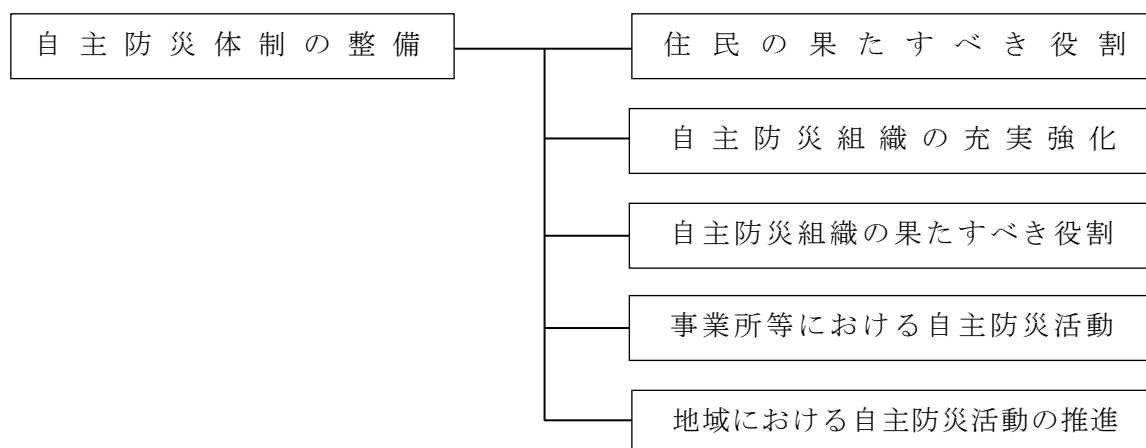 自主防災体制の整備
住民の果たすべき役割
自主防災組織の充実強化
自主防災組織の果たすべき役割
事業所等における自主防災活動
地域における自主防災活動の推進